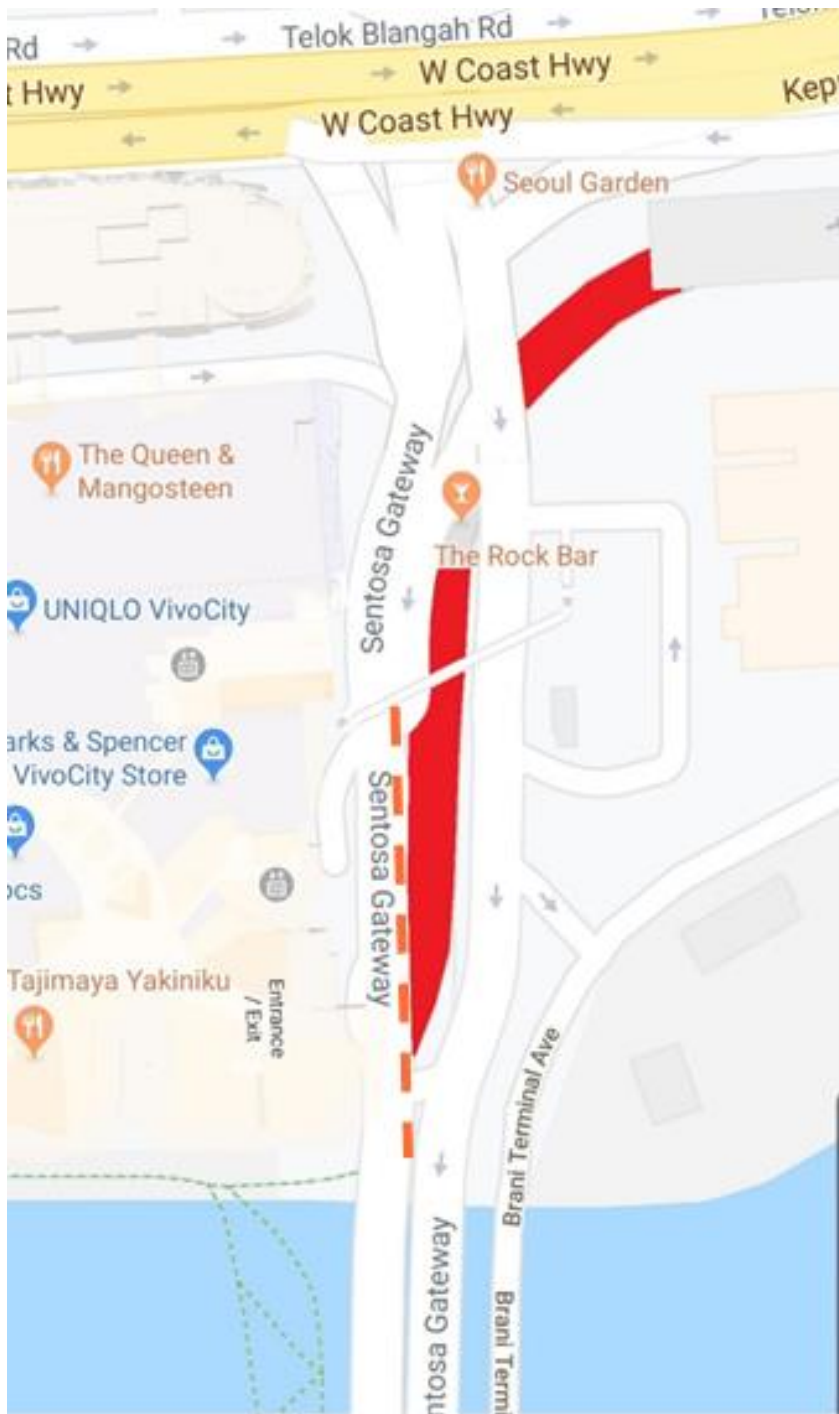 Rd
Telok Blangah Rd
t Hwy
W Coast Hwy
W Coast Hwy
Kep
Seoul Garden
The Queen &
Mangosteen
Sentosa Gateway
The Rock Bar
UNIQLO VivoCity
arks & Spencer
VivoCity Store
Sentosa Gateway
ocs
Tajimaya Yakiniku
Entrance
/ Exit
Brani Terminal Ave
ntosa Gateway
Brani Termi